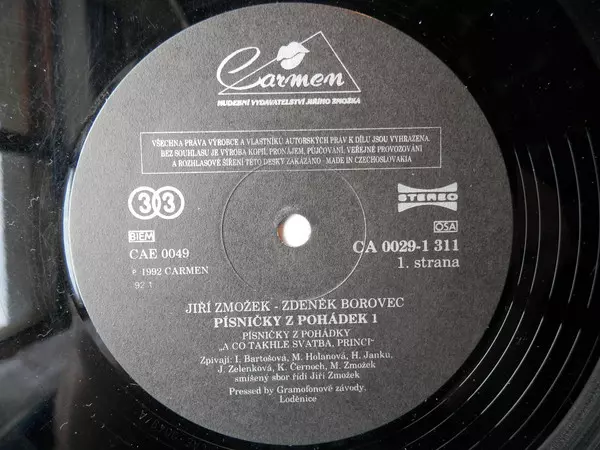 Carmen
HUDEBNÍ VYDAVATELSTVÍ JIŘÍHO ZMOŽKA
VŠECHNA PRÁVA VÝROBCE A VLASTNÍKŮ AUTORSKÝCH PRÁV K DÍLU JSOU VYHRAZENA.
BEZ SOUHLASU JE VÝROBA KOPIÍ, PRONÁJEM, PŮJČOVÁNÍ, VEŘEJNÉ PROVOZOVÁNÍ
A ROZHLASOVÉ ŠÍŘENÍ TÉTO DESKY ZAKÁZÁNO - MADE IN CZECHOSLOVAKIA
33
STEREO
BIEM
OSA
CAE 0049
CA 0029-1 311
℗ 1992 CARMEN
1. strana
92 1
JIŘÍ ZMOŽEK - ZDENĚK BOROVEC
PÍSNIČKY Z POHÁDEK 1
PÍSNIČKY Z POHÁDKY
„A CO TAKHLE SVATBA, PRINCI“
Zpívají: I. Bartošová, M. Holanová, H. Janků,
J. Zelenková, K. Černoch, M. Zmožek
smíšený sbor řídí Jiří Zmožek
Pressed by Gramofonové závody,
Loděnice